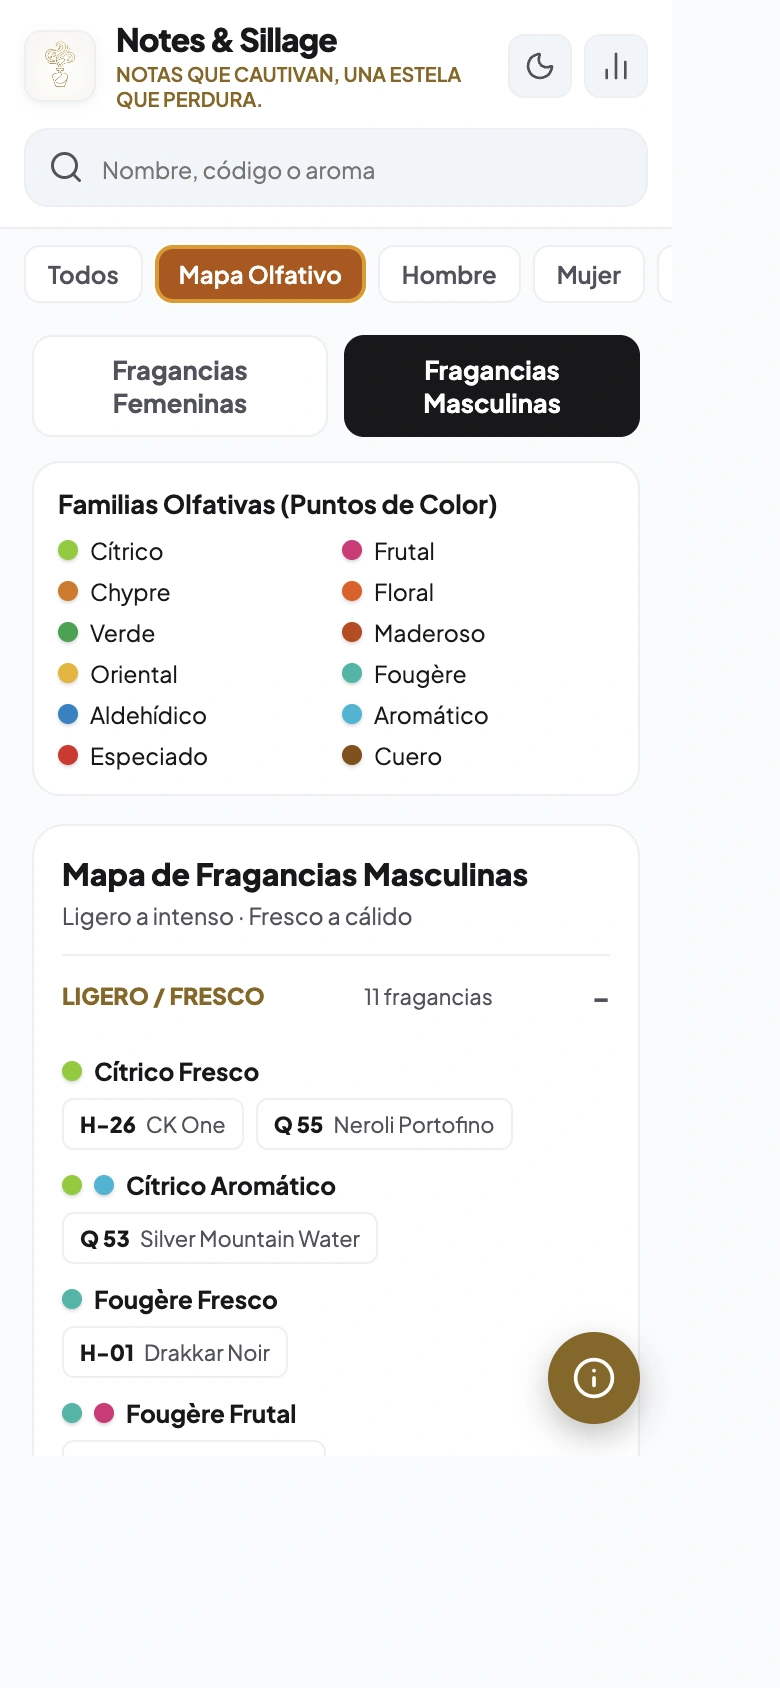 Notes & Sillage
NOTAS QUE CAUTIVAN, UNA ESTELA
QUE PERDURA.
Nombre, código o aroma
Todos
Mapa Olfativo
Hombre
Mujer
Fragancias
Femeninas
Fragancias
Masculinas
Familias Olfativas (Puntos de Color)
Cítrico
Frutal
Chypre
Floral
Verde
Maderoso
Oriental
Fougère
Aldehídico
Aromático
Especiado
Cuero
Mapa de Fragancias Masculinas
Ligero a intenso · Fresco a cálido
LIGERO / FRESCO 11 fragancias –
Cítrico Fresco
H-26 CK One
Q 55 Neroli Portofino
Cítrico Aromático
Q 53 Silver Mountain Water
Fougère Fresco
H-01 Drakkar Noir
Fougère Frutal